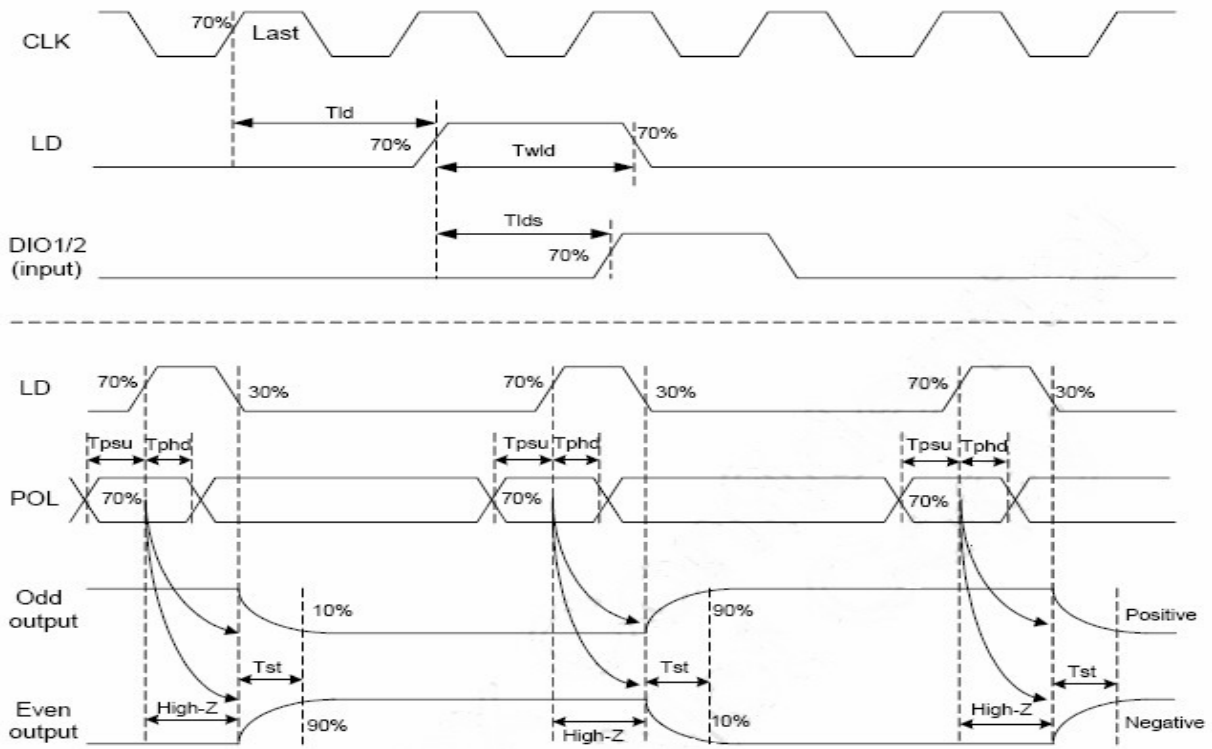 CLK
70%
Last
Tld
LD
70%
70%
Twld
Tlds
DIO1/2
(input)
70%
LD
70%
30%
70%
30%
70%
30%
Tpsu
Tphd
Tpsu
Tphd
Tpsu
Tphd
POL
70%
70%
70%
Odd
output
10%
90%
Positive
Tst
Tst
Tst
Even
output
High-Z
90%
High-Z
10%
High-Z
Negative